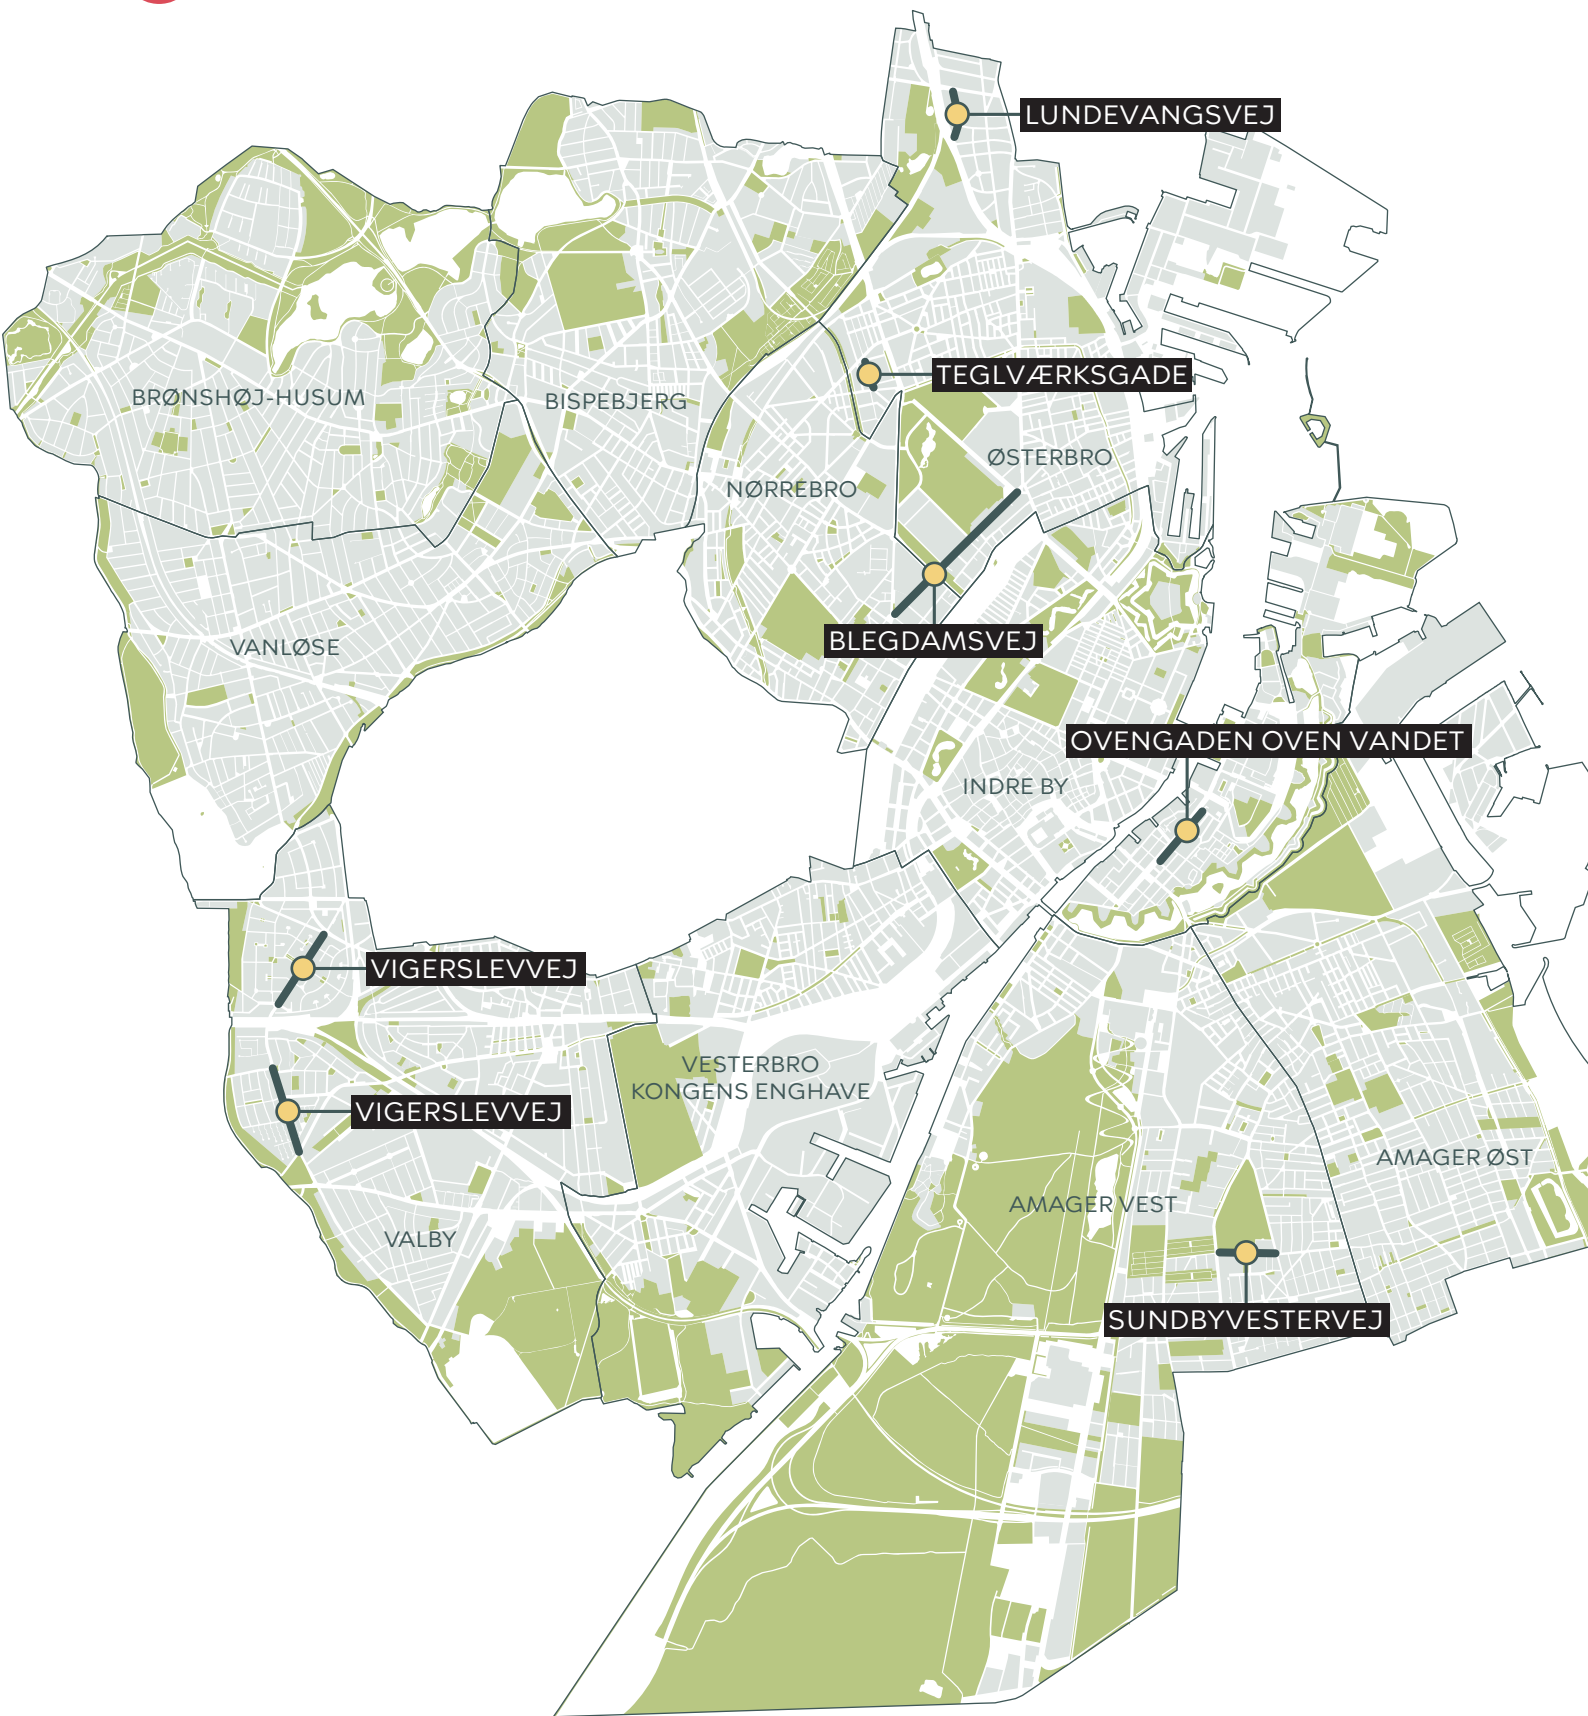 LUNDEVANGSVEJ
TEGLVÆRKSGADE
BRØNSHØJ-HUSUM
BISPEBJERG
ØSTERBRO
NØRREBRO
BLEGDAMSVEJ
VANLØSE
OVENGADEN OVEN VANDET
INDRE BY
VIGERSLEVVEJ
VESTERBRO
KONGENS ENGHAVE
VIGERSLEVVEJ
AMAGER ØST
AMAGER VEST
VALBY
SUNDBYVESTERVEJ